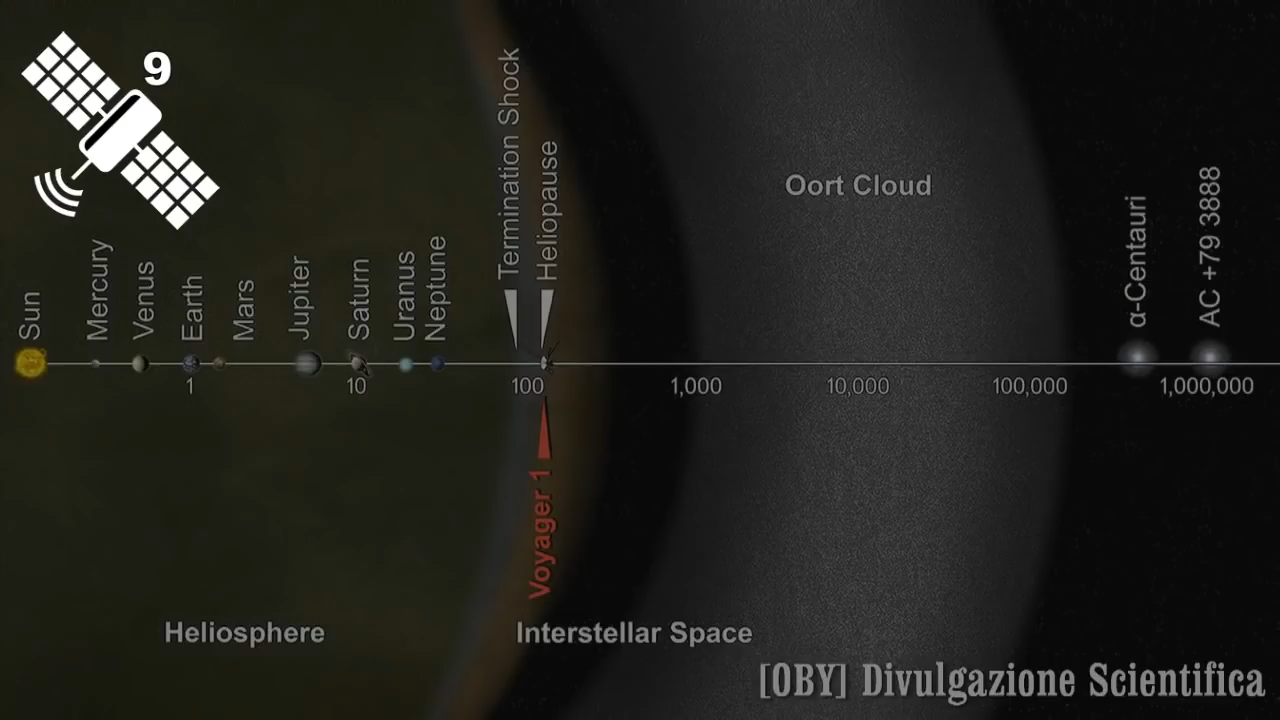 9
Sun
Mercury
Venus
Earth
Mars
Jupiter
Saturn
Uranus
Neptune
Termination Shock
Heliopause
Oort Cloud
α-Centauri
AC +79 3888
1
10
100
1,000
10,000
100,000
1,000,000
Voyager 1
Heliosphere
Interstellar Space
[OBY] Divulgazione Scientifica